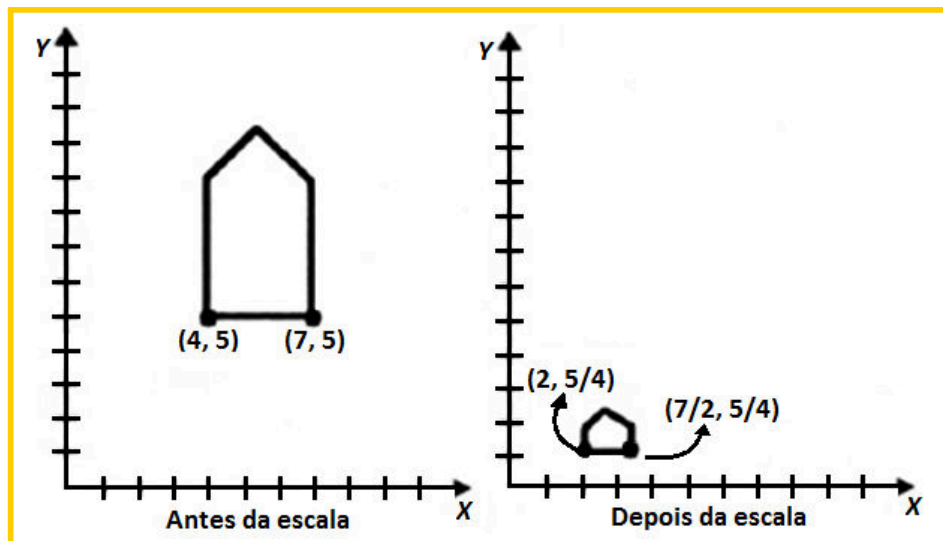 Y
(4, 5) (7, 5)
X
Antes da escala
Y
(2, 5/4)
(7/2, 5/4)
X
Depois da escala